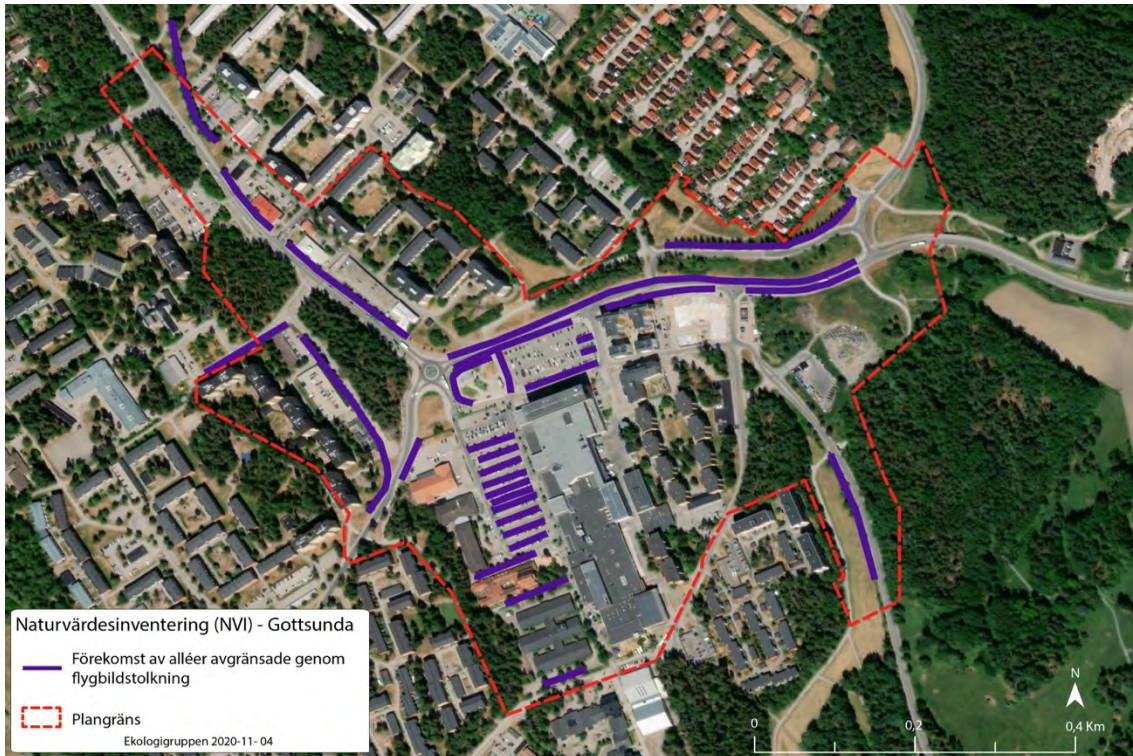 Naturvärdesinventering (NVI) - Gottsunda
Förekomst av alléer avgränsade genom
flygbildstolkning
Plangräns
Ekologigruppen 2020-11- 04
N
0
0,2
0,4 Km